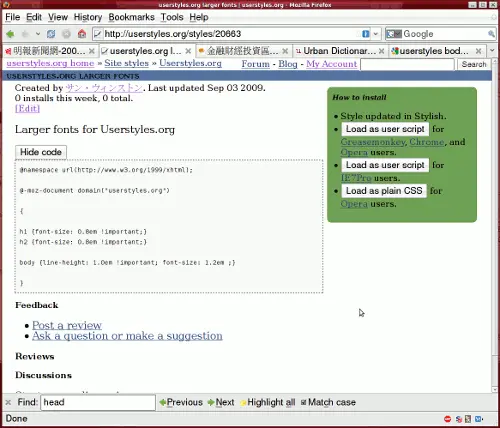 userstyles.org larger fonts | userstyles.org - Mozilla Firefox
File Edit View History Bookmarks Tools Help
http://userstyles.org/styles/20663
Google
明報新聞網-200...
userstyles.org l...
金融財經投資區...
Urban Dictionar...
userstyles bod...
userstyles.org home » Site styles » Userstyles.org
Forum - Blog - My Account
Search
USERSTYLES.ORG LARGER FONTS
Created by サン・ウィンストン. Last updated Sep 03 2009.
0 installs this week, 0 total.
[Edit]
Larger fonts for Userstyles.org
Hide code
@namespace url(http://www.w3.org/1999/xhtml);
@-moz-document domain("userstyles.org")
{
h1 {font-size: 0.8em !important;}
h2 {font-size: 0.8em !important;}
body {line-height: 1.0em !important; font-size: 1.2em ;}
}
How to install
Style updated in Stylish.
Load as user script for
Greasemonkey, Chrome, and
Opera users.
Load as user script for
IE7Pro users.
Load as plain CSS for
Opera users.
Feedback
Post a review
Ask a question or make a suggestion
Reviews
Discussions
Find: head Previous Next Highlight all Match case
Done